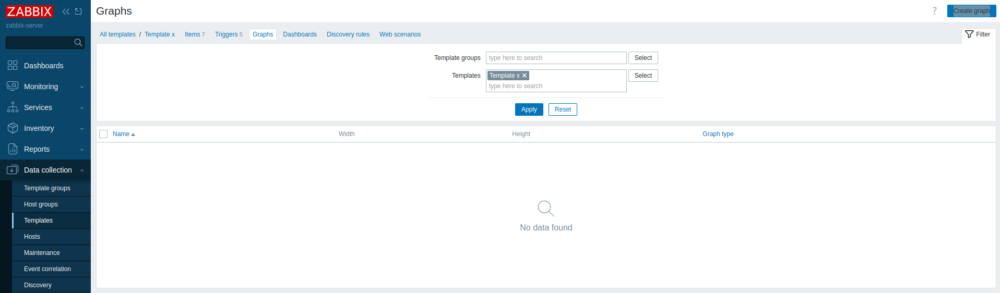 ZABBIX
zabbix-server
Dashboards
Monitoring
Services
Inventory
Reports
Data collection
Template groups
Host groups
Templates
Hosts
Maintenance
Event correlation
Discovery
Graphs
? Create graph
All templates / Template x Items 7 Triggers 5 Graphs Dashboards Discovery rules Web scenarios Filter
Template groups type here to search Select
Templates Template x Select
type here to search
Apply Reset
Name Width Height Graph type
No data found